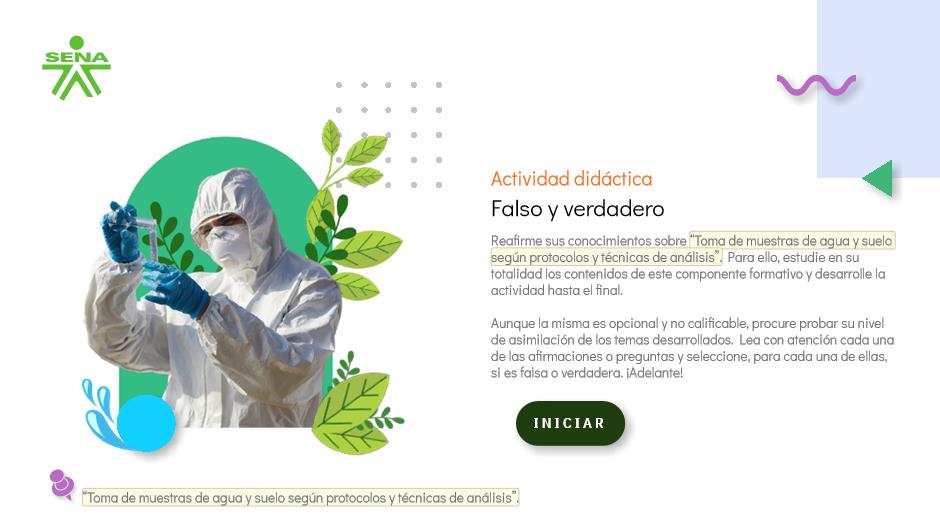 SENA
Actividad didáctica
Falso y verdadero
Reafirme sus conocimientos sobre “Toma de muestras de agua y suelo
según protocolos y técnicas de análisis”. Para ello, estudie en su
totalidad los contenidos de este componente formativo y desarrolle la
actividad hasta el final.
Aunque la misma es opcional y no calificable, procure probar su nivel
de asimilación de los temas desarrollados. Lea con atención cada una
de las afirmaciones o preguntas y seleccione, para cada una de ellas,
si es falsa o verdadera. ¡Adelante!
INICIAR
“Toma de muestras de agua y suelo según protocolos y técnicas de análisis”.